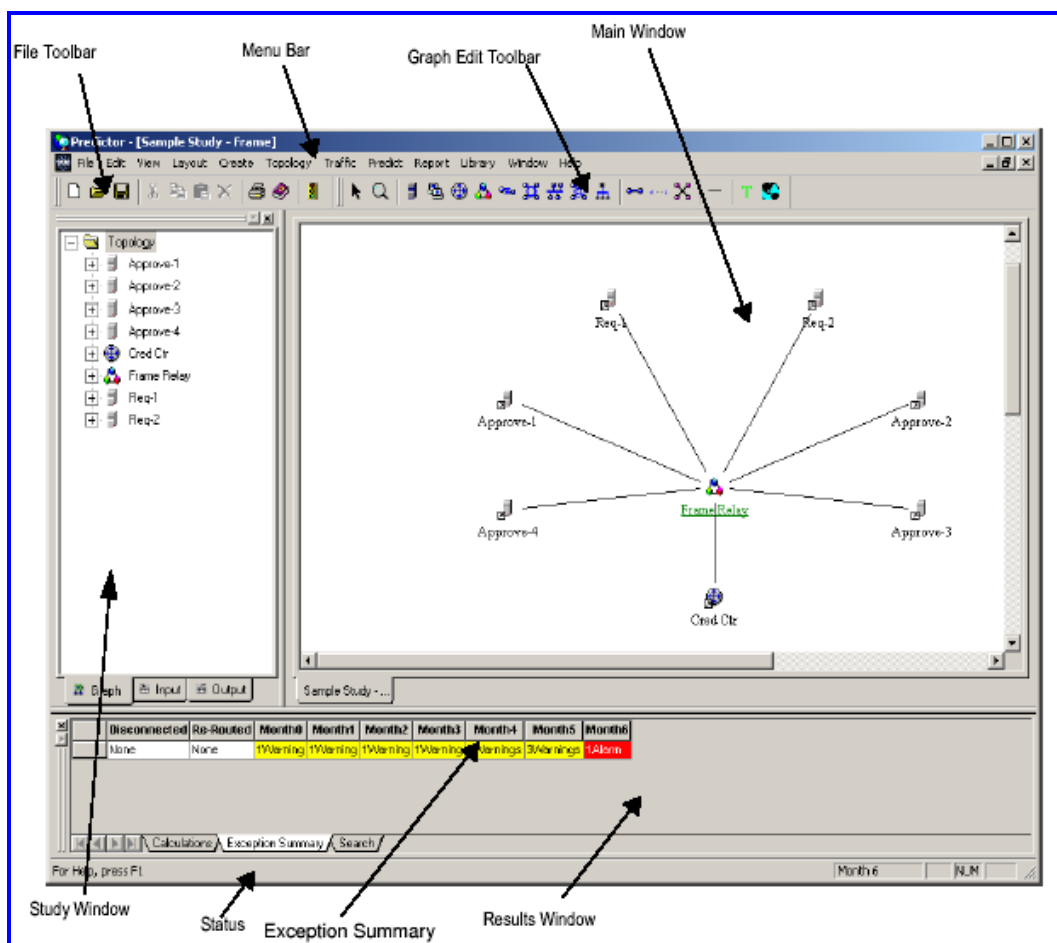 Main Window
File Toolbar
Menu Bar
Graph Edit Toolbar
Predictor - [Sample Study - Frame]
File Edit View Layout Create Topology Traffic Predict Report Library Window Help
Topology
Approve-1
Approve-2
Approve-3
Approve-4
Cred Ctr
Frame Relay
Req-1
Req-2
Req-1
Req-2
Approve-1
Approve-2
Frame Relay
Approve-4
Approve-3
Cred Ctr
Graph Input Output
Sample Study - ...
Disconnected Re-Routed Month0 Month1 Month2 Month3 Month4 Month5 Month6
None None 1Warning 1Warning 1Warning 1Warning Warnings 3Warnings 1Alarm
Calculations Exception Summary Search
For Help, press F1
Month 6 NUM
Study Window
Status
Exception Summary
Results Window